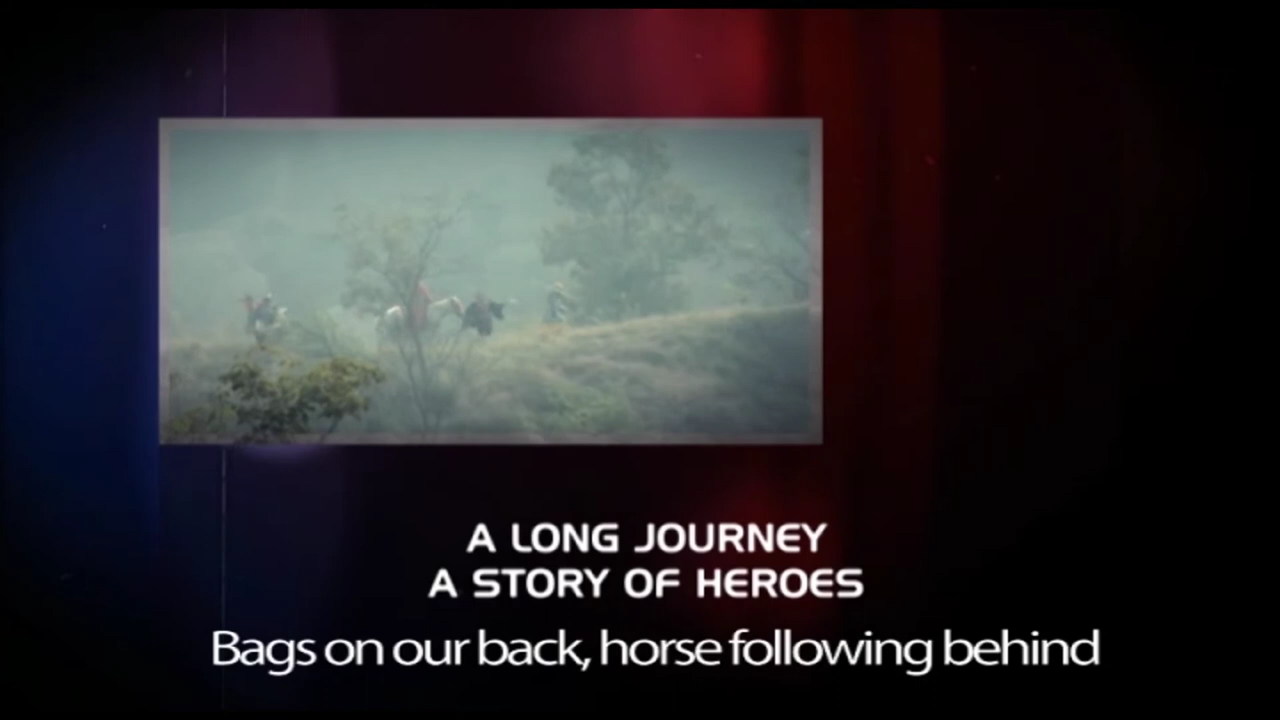 A LONG JOURNEY
A STORY OF HEROES
Bags on our back, horse following behind